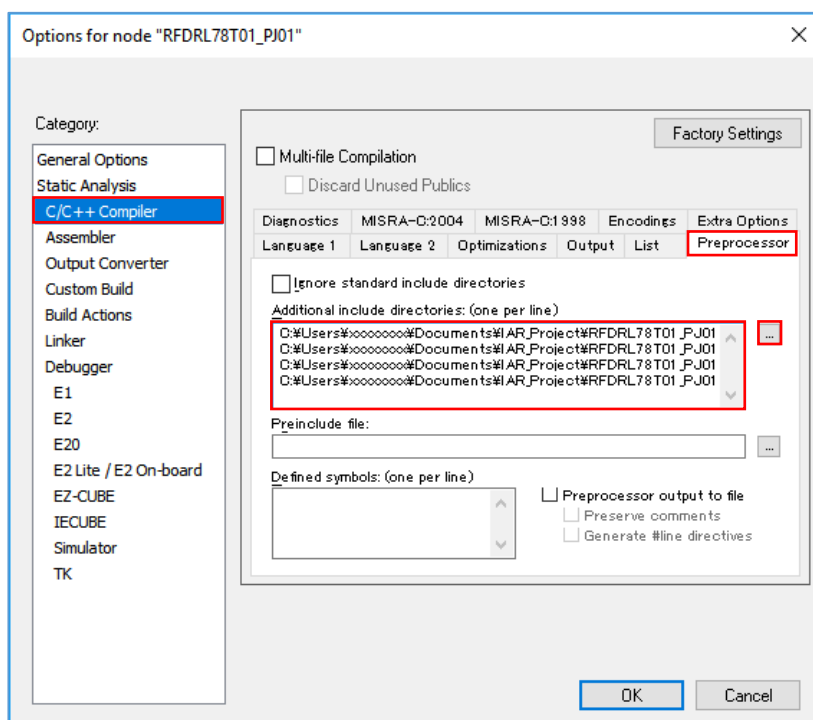 Options for node "RFDRL78T01_PJ01"
Category:
General Options
Static Analysis
C/C++ Compiler
Assembler
Output Converter
Custom Build
Build Actions
Linker
Debugger
E1
E2
E20
E2 Lite / E2 On-board
EZ-CUBE
IECUBE
Simulator
TK
Factory Settings
Multi-file Compilation
Discard Unused Publics
Diagnostics MISRA-C:2004 MISRA-C:1998 Encodings Extra Options
Language 1 Language 2 Optimizations Output List Preprocessor
Ignore standard include directories
Additional include directories: (one per line)
C:¥Users¥xxxxxxxx¥Documents¥IAR_Project¥RFDRL78T01_PJ01
C:¥Users¥xxxxxxxx¥Documents¥IAR_Project¥RFDRL78T01_PJ01
C:¥Users¥xxxxxxxx¥Documents¥IAR_Project¥RFDRL78T01_PJ01
C:¥Users¥xxxxxxxx¥Documents¥IAR_Project¥RFDRL78T01_PJ01
...
Preinclude file:
...
Defined symbols: (one per line)
Preprocessor output to file
Preserve comments
Generate #line directives
OK Cancel